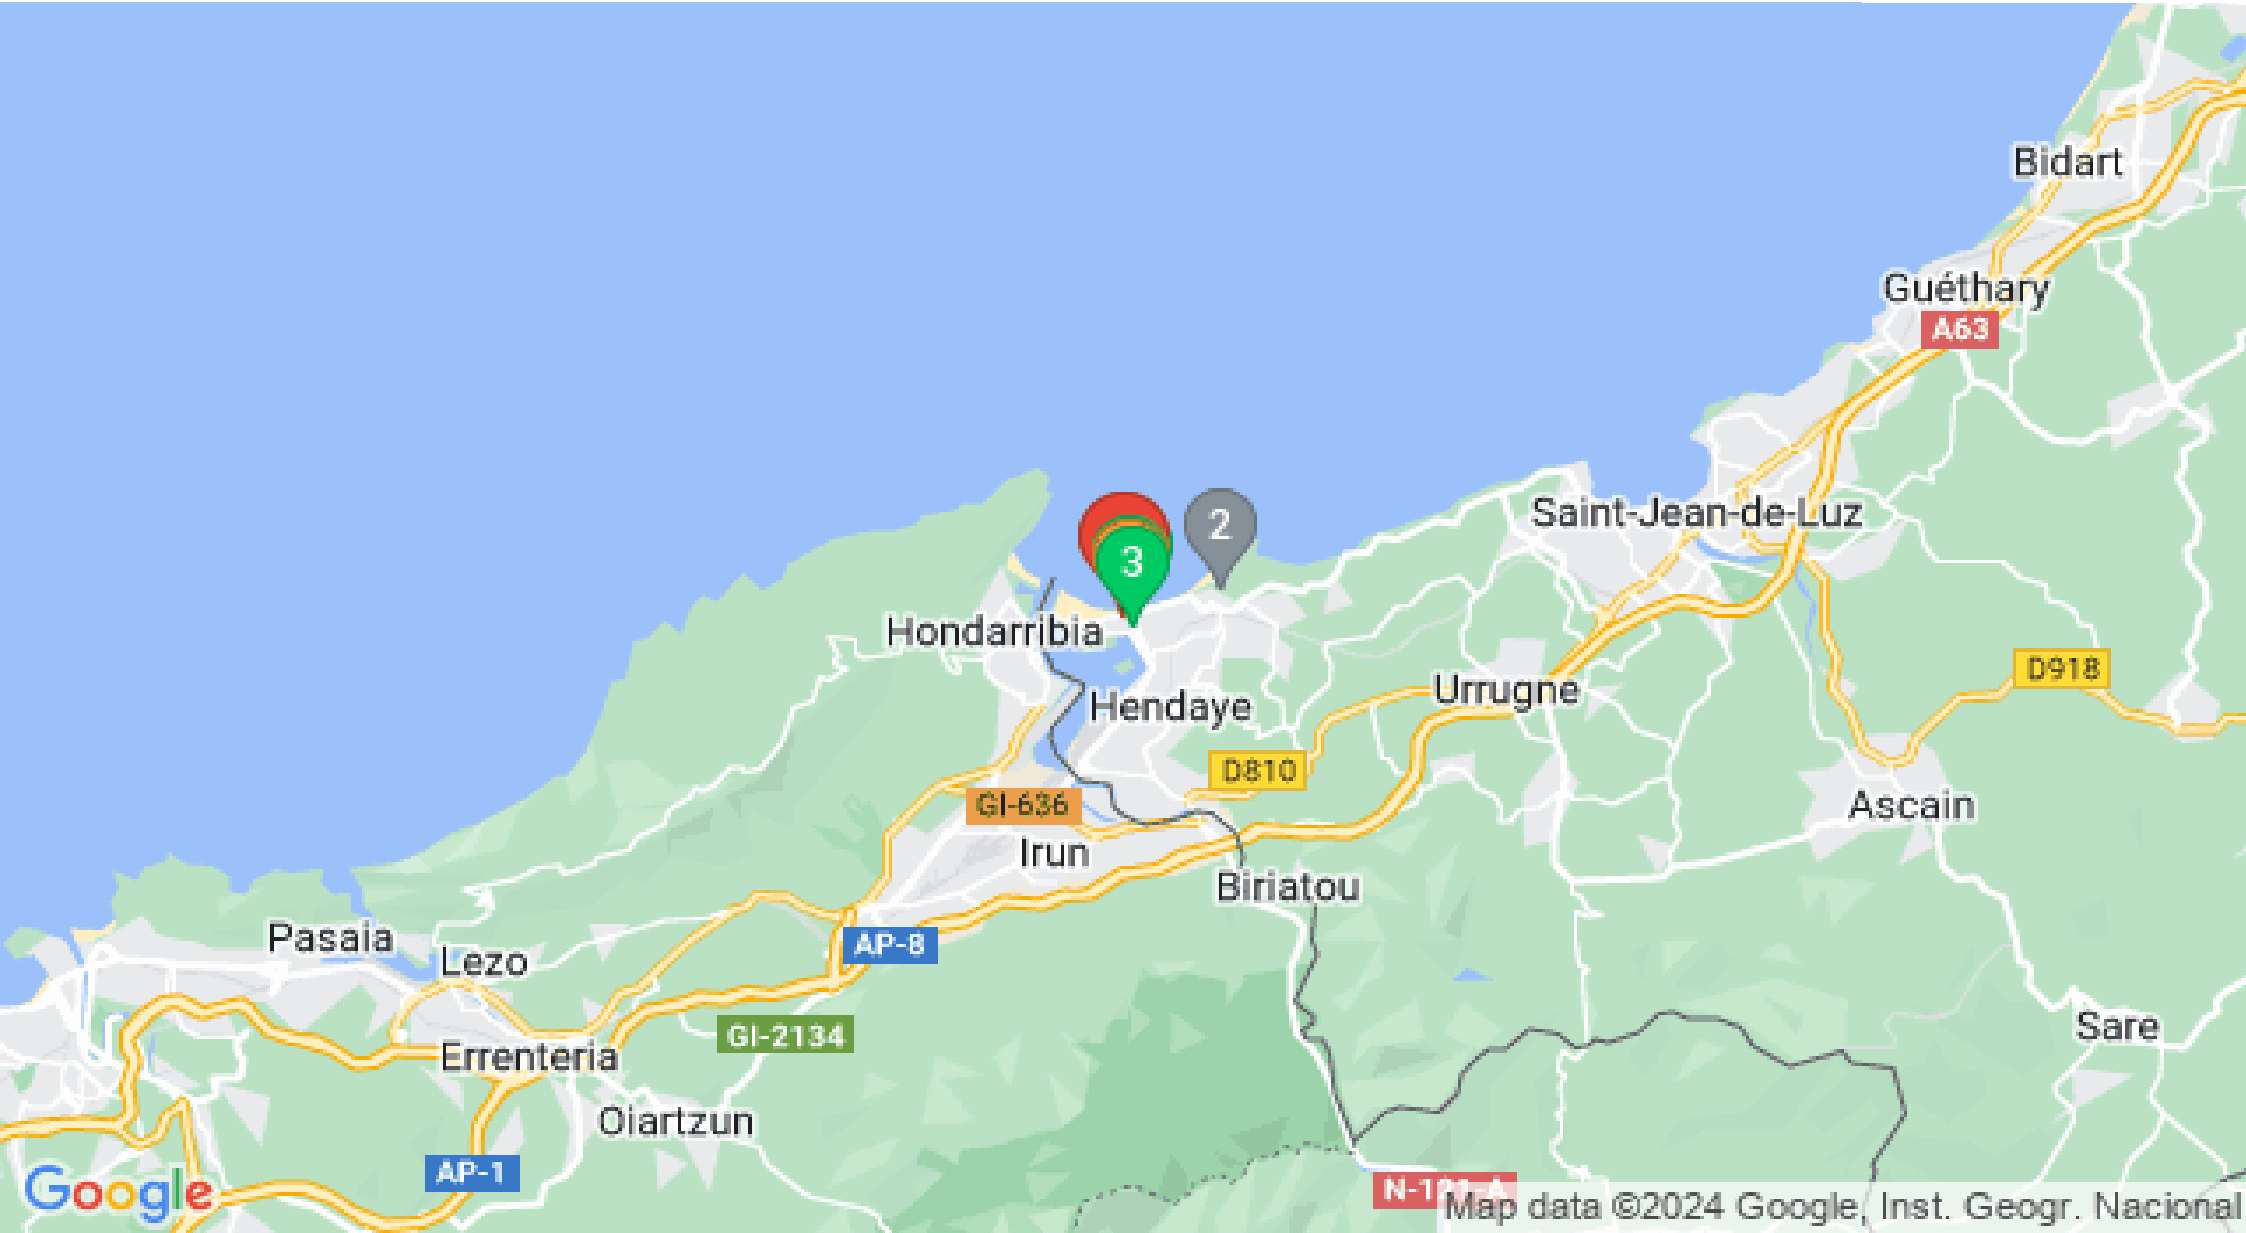 Bidart
Guéthary
A63
2
3
Saint-Jean-de-Luz
Hondarribia
D918
Urrugne
Hendaye
D810
GI-636
Ascain
Irun
Biriatou
Pasaia
AP-8
Lezo
Sare
GI-2134
Errenteria
Oiartzun
AP-1
Google
N-121-A
Map data ©2024 Google, Inst. Geogr. Nacional